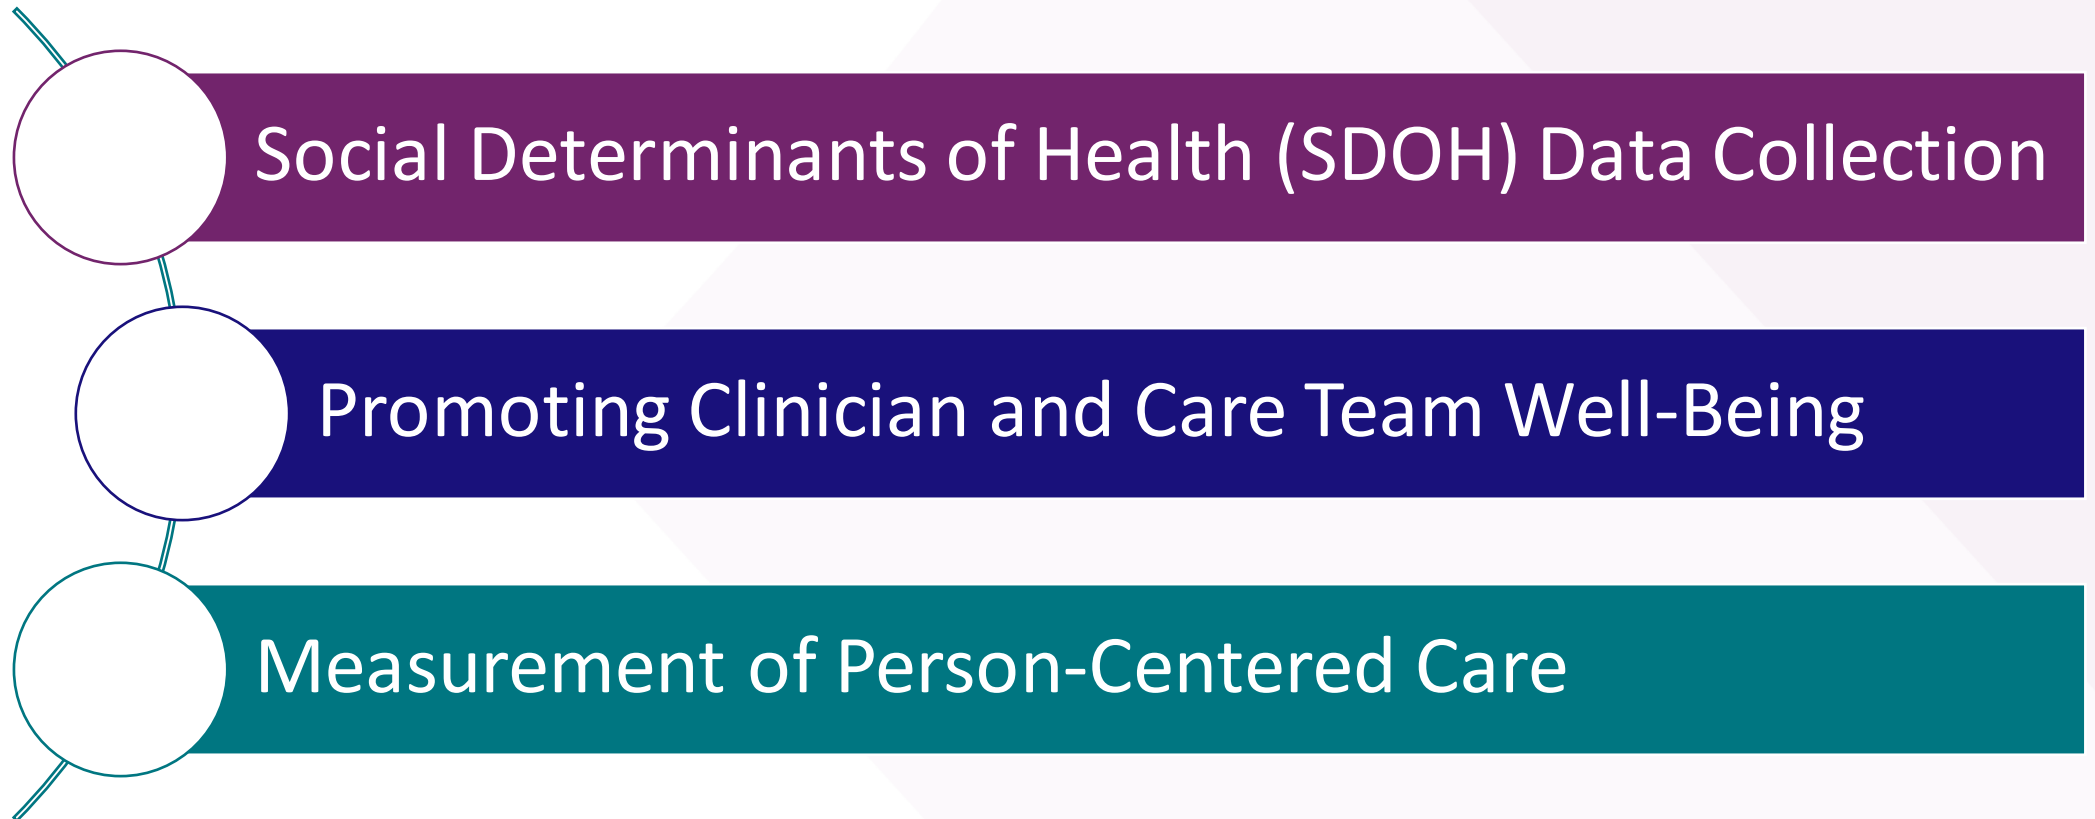 Social Determinants of Health (SDOH) Data Collection
Promoting Clinician and Care Team Well-Being
Measurement of Person-Centered Care